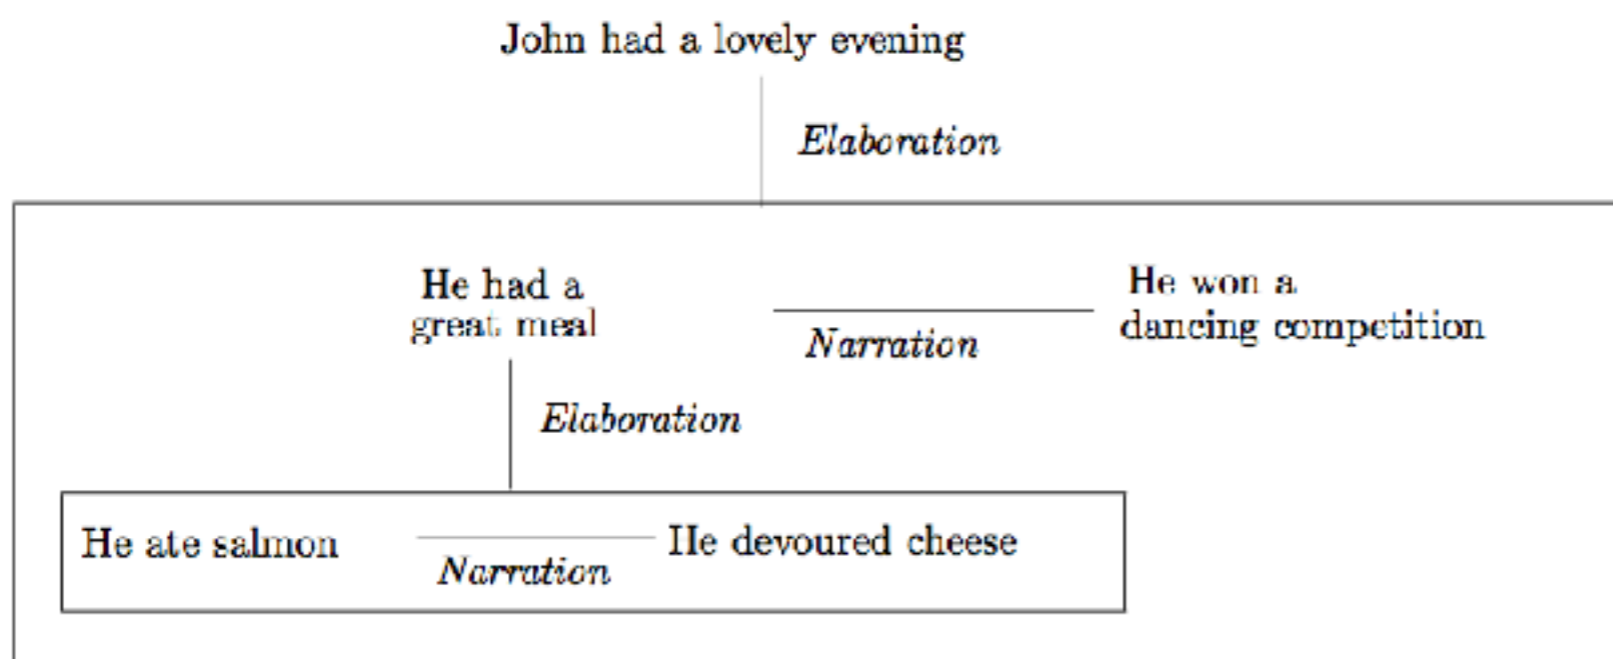 John had a lovely evening
Elaboration
He had a
great meal
Narration
He won a
dancing competition
Elaboration
He ate salmon
Narration
He devoured cheese